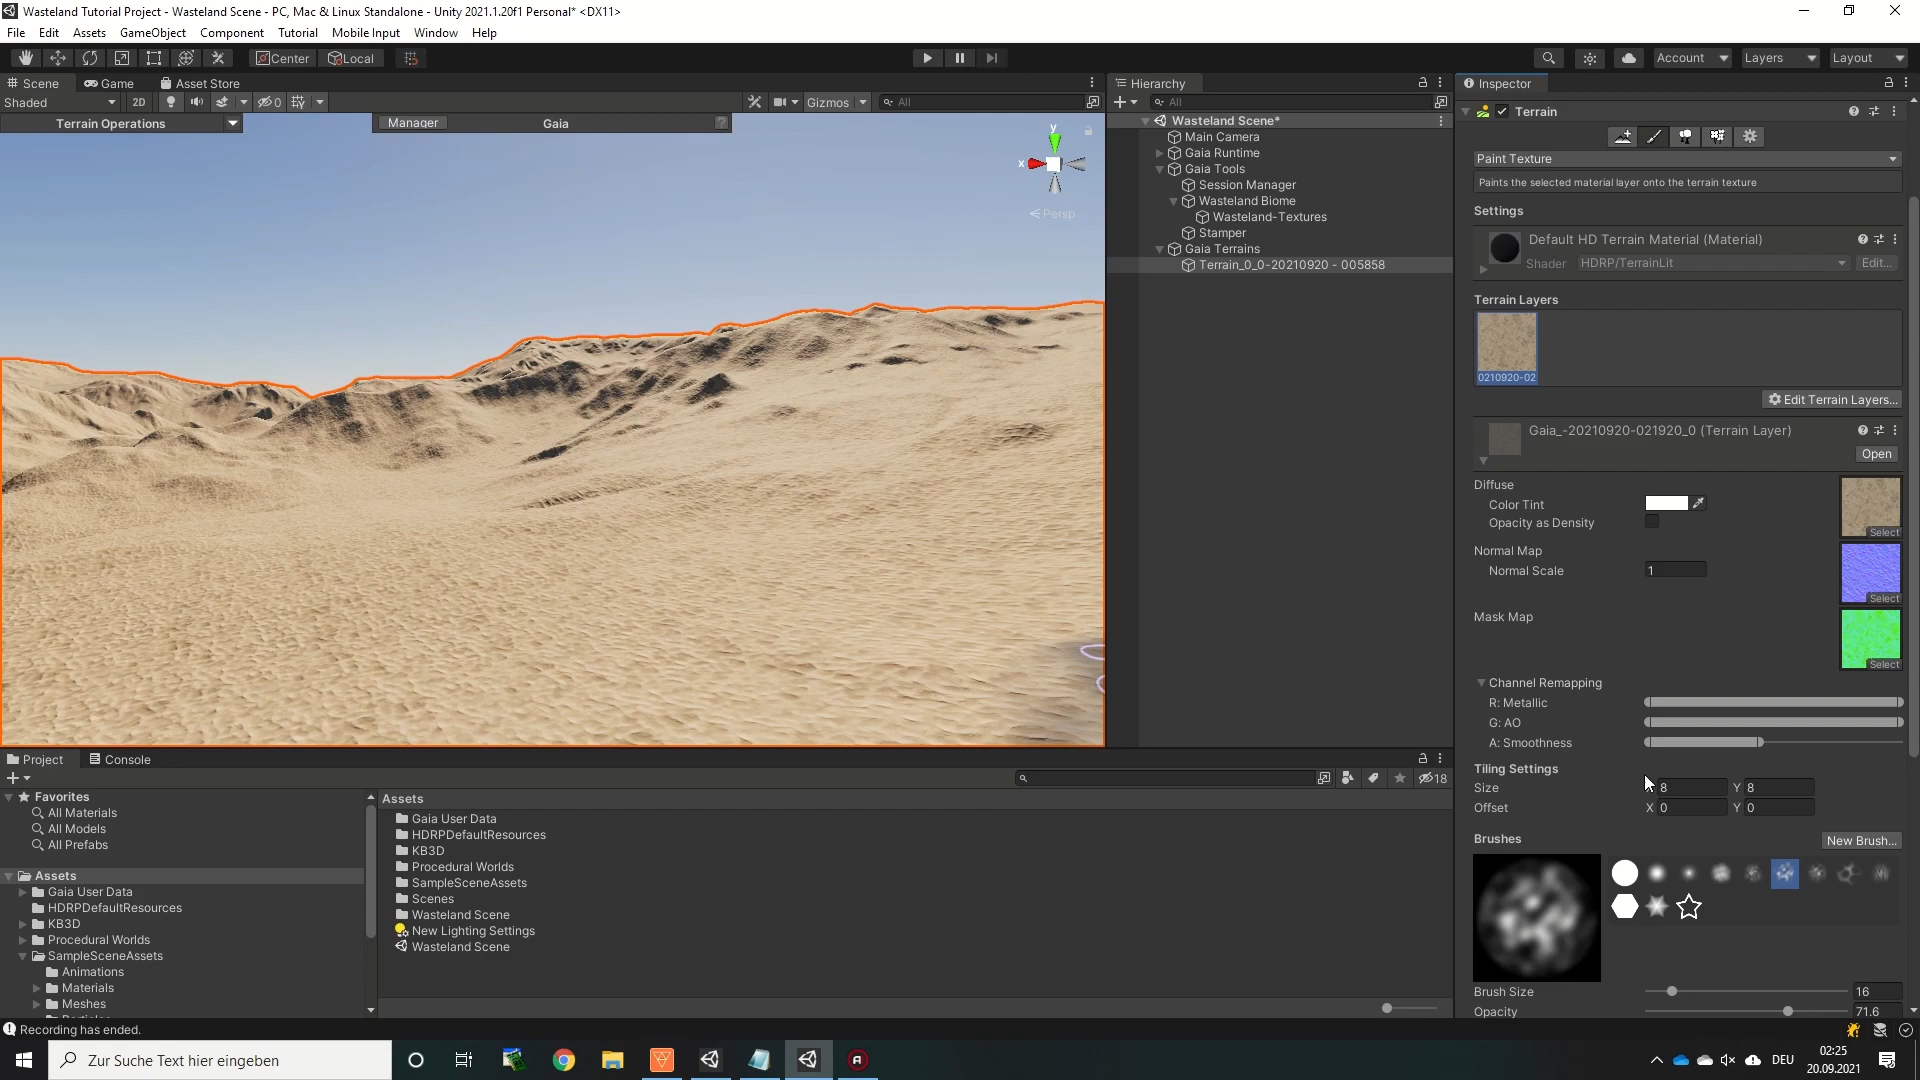 Wasteland Tutorial Project - Wasteland Scene - PC, Mac & Linux Standalone - Unity 2021.1.20f1 Personal* <DX11>
File Edit Assets GameObject Component Tutorial Mobile Input Window Help
Center Local Account Layers Layout
Scene Game Asset Store
Shaded 2D 0 Gizmos All
Terrain Operations Manager Gaia
y
x
Persp
Hierarchy
All
Wasteland Scene*
Main Camera
Gaia Runtime
Gaia Tools
Session Manager
Wasteland Biome
Wasteland-Textures
Stamper
Gaia Terrains
Terrain_0_0-20210920 - 005858
Inspector
Terrain
Paint Texture
Paints the selected material layer onto the terrain texture
Settings
Default HD Terrain Material (Material)
Shader HDRP/TerrainLit Edit...
Terrain Layers
0210920-02
Edit Terrain Layers...
Gaia_-20210920-021920_0 (Terrain Layer)
Open
Diffuse
Color Tint
Opacity as Density
Select
Normal Map
Normal Scale 1
Select
Mask Map
Select
Channel Remapping
R: Metallic
G: AO
A: Smoothness
Tiling Settings
Size 8 Y 8
Offset X 0 Y 0
Brushes New Brush...
Brush Size 16
Opacity 71.6
Project Console
18
Favorites
All Materials
All Models
All Prefabs
Assets
Gaia User Data
HDRPDefaultResources
KB3D
Procedural Worlds
SampleSceneAssets
Animations
Materials
Meshes
Assets
Gaia User Data
HDRPDefaultResources
KB3D
Procedural Worlds
SampleSceneAssets
Scenes
Wasteland Scene
New Lighting Settings
Wasteland Scene
Recording has ended.
Zur Suche Text hier eingeben
DEU
02:25
20.09.2021